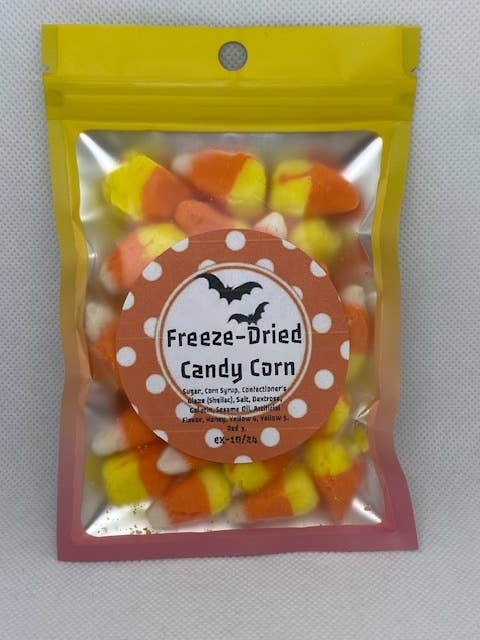 Freeze-Dried
Candy Corn
Sugar, Corn Syrup, Confectioner's
Glaze (Shellac), Salt, Dextrose,
Gelatin, Sesame Oil, Artificial
Flavor, Honey, Yellow 6, Yellow 5,
Red 3.
ex-10/24